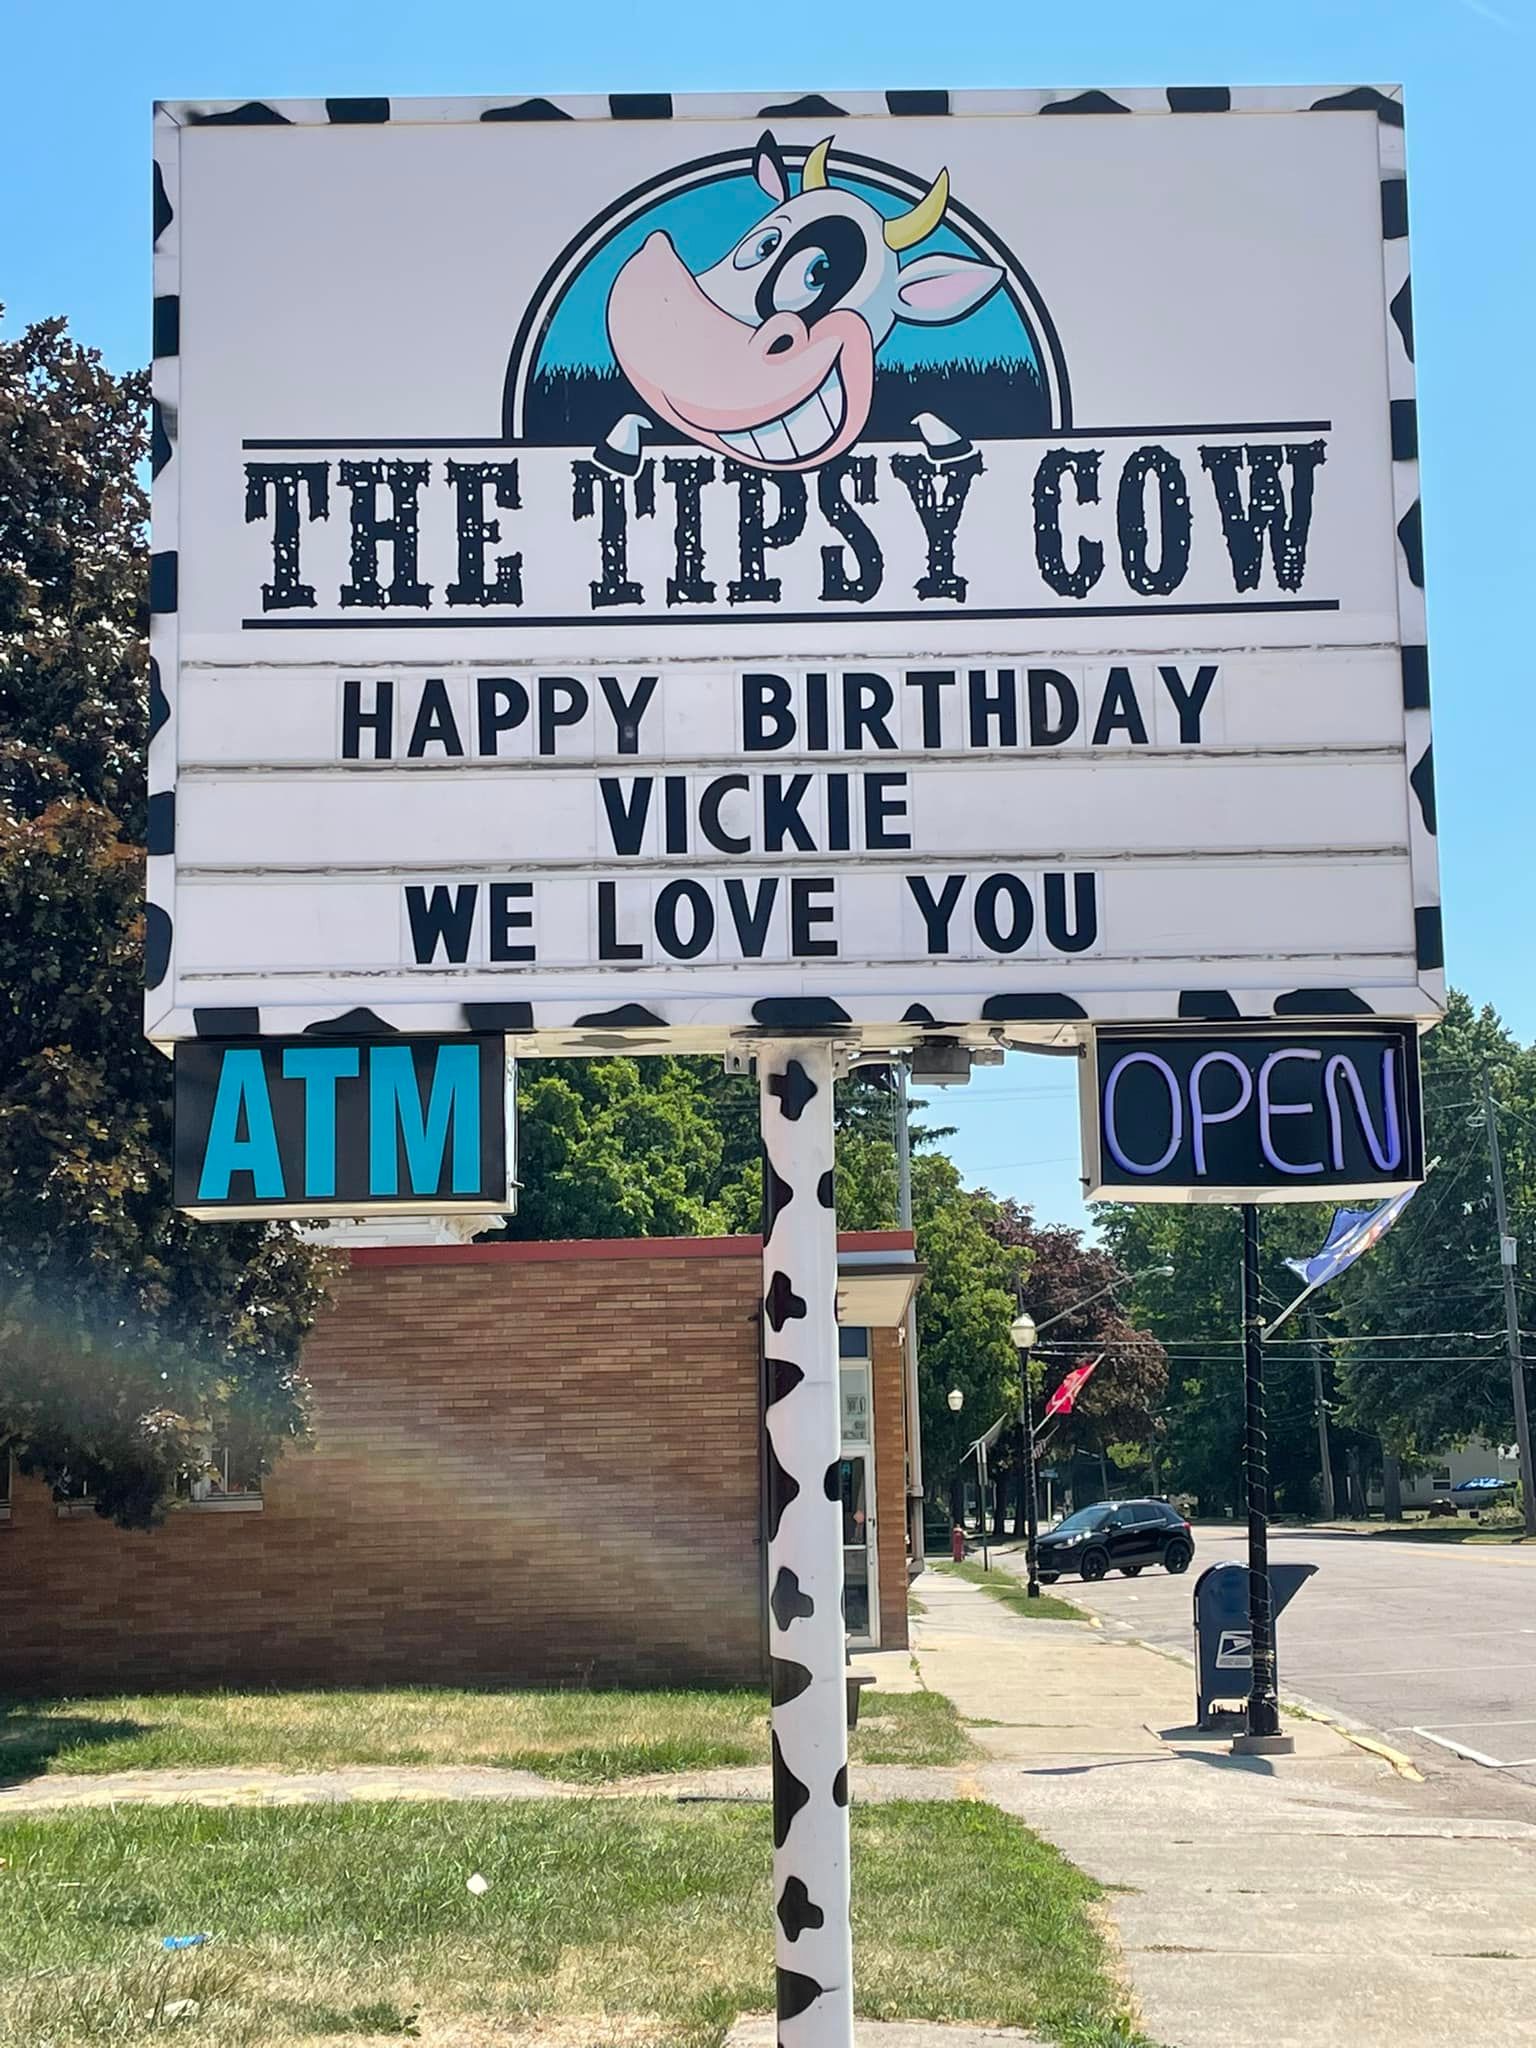 THE TIPSY COW
HAPPY BIRTHDAY
VICKIE
WE LOVE YOU
ATM
OPEN